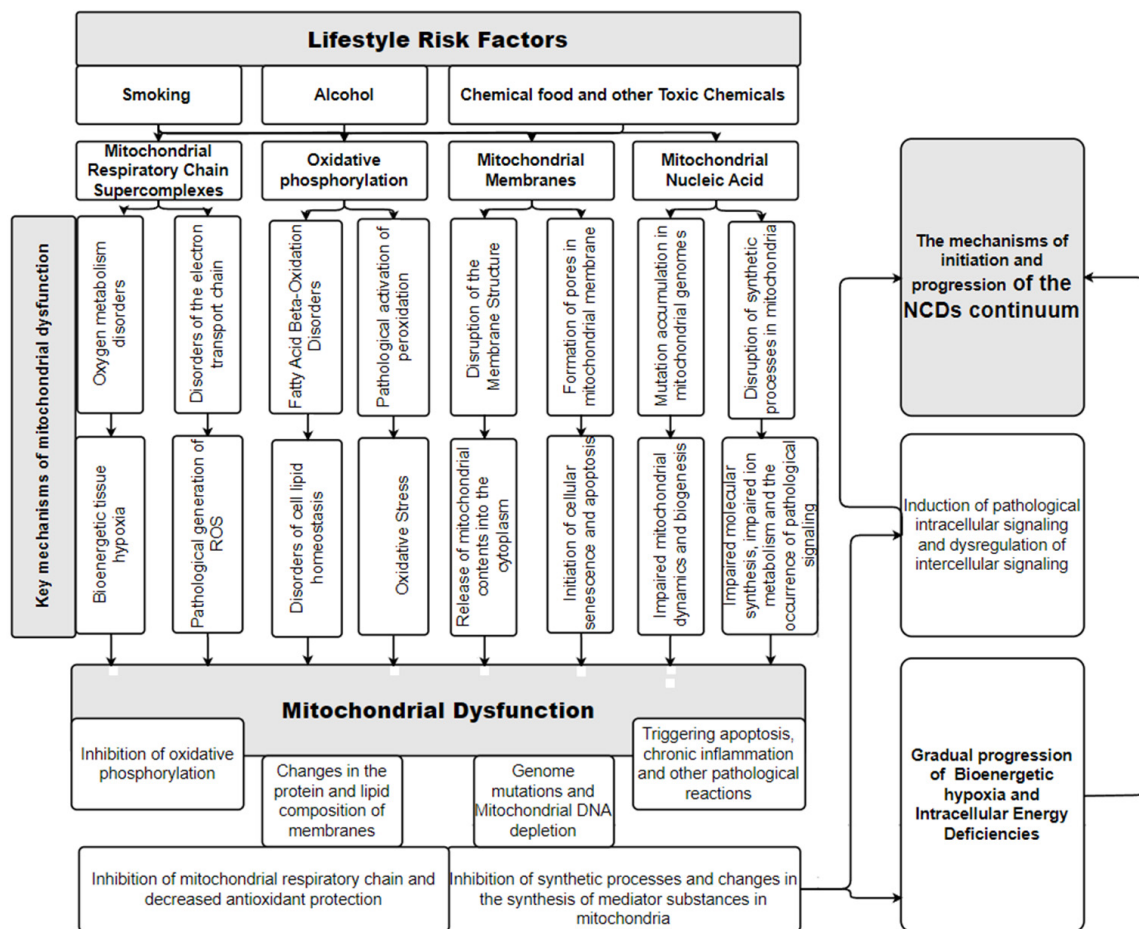 Lifestyle Risk Factors
Smoking
Alcohol
Chemical food and other Toxic Chemicals
Mitochondrial
Respiratory Chain
Supercomplexes
Oxidative
phosphorylation
Mitochondrial
Membranes
Mitochondrial
Nucleic Acid
Key mechanisms of mitochondrial dysfunction
Oxygen metabolism
disorders
Disorders of the electron
transport chain
Fatty Acid Beta-Oxidation
Disorders
Pathological activation of
peroxidation
Disruption of the
Membrane Structure
Formation of pores in
mitochondrial membrane
Mutation accumulation in
mitochondrial genomes
Disruption of synthetic
processes in mitochondria
Bioenergetic tissue
hypoxia
Pathological generation of
ROS
Disorders of cell lipid
homeostasis
Oxidative Stress
Release of mitochondrial
contents into the
cytoplasm
Initiation of cellular
senescence and apoptosis
Impaired mitochondrial
dynamics and biogenesis
Impaired molecular
synthesis, impaired ion
metabolism and the
occurrence of pathological
signaling
Mitochondrial Dysfunction
Inhibition of oxidative
phosphorylation
Changes in the
protein and lipid
composition of
membranes
Genome
mutations and
Mitochondrial DNA
depletion
Triggering apoptosis,
chronic inflammation
and other pathological
reactions
Inhibition of mitochondrial respiratory chain and
decreased antioxidant protection
Inhibition of synthetic processes and changes in
the synthesis of mediator substances in
mitochondria
The mechanisms of
initiation and
progression of the
NCDs continuum
Induction of pathological
intracellular signaling
and dysregulation of
intercellular signaling
Gradual progression
of Bioenergetic
hypoxia and
Intracellular Energy
Deficiencies